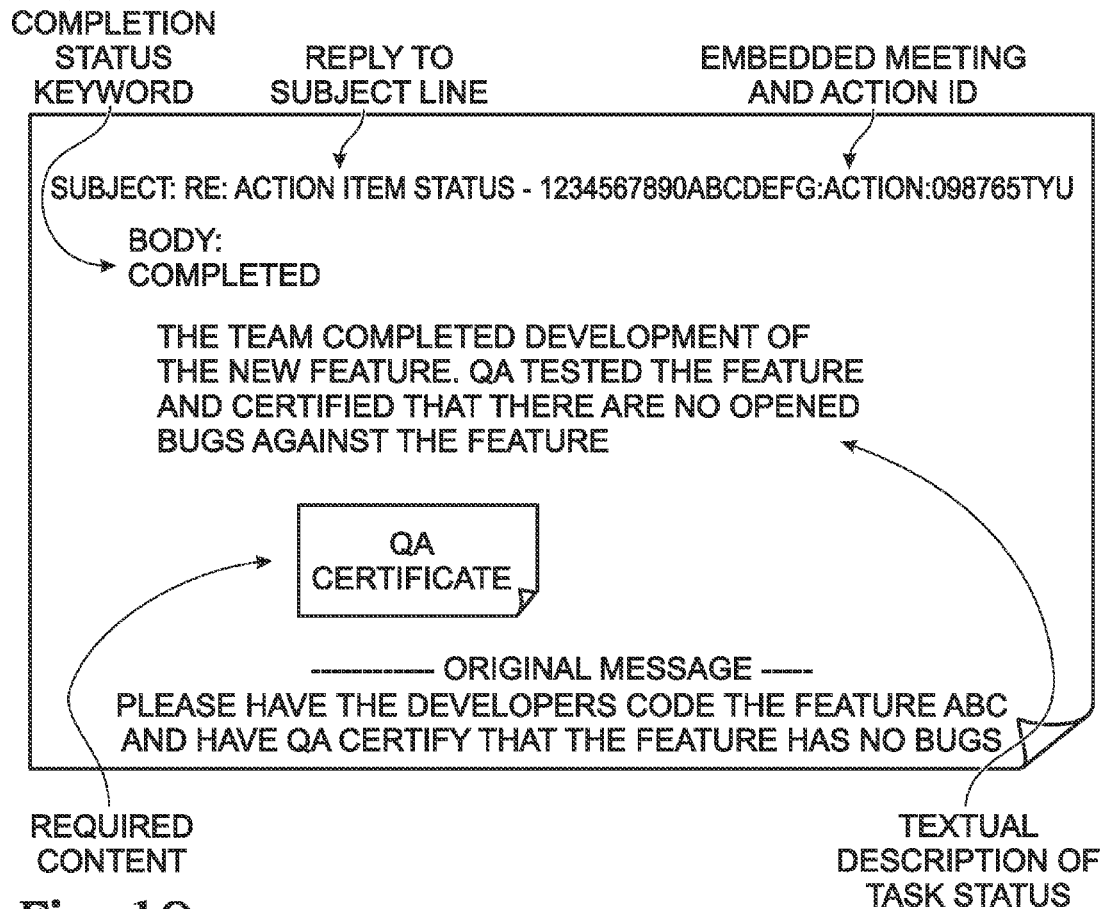 COMPLETION
STATUS
KEYWORD
REPLY TO
SUBJECT LINE
EMBEDDED MEETING
AND ACTION ID
SUBJECT: RE: ACTION ITEM STATUS - 1234567890ABCDEFG:ACTION:098765TYU
BODY:
COMPLETED
THE TEAM COMPLETED DEVELOPMENT OF
THE NEW FEATURE. QA TESTED THE FEATURE
AND CERTIFIED THAT THERE ARE NO OPENED
BUGS AGAINST THE FEATURE
QA
CERTIFICATE
---------- ORIGINAL MESSAGE -----
PLEASE HAVE THE DEVELOPERS CODE THE FEATURE ABC
AND HAVE QA CERTIFY THAT THE FEATURE HAS NO BUGS
REQUIRED
CONTENT
TEXTUAL
DESCRIPTION OF
TASK STATUS